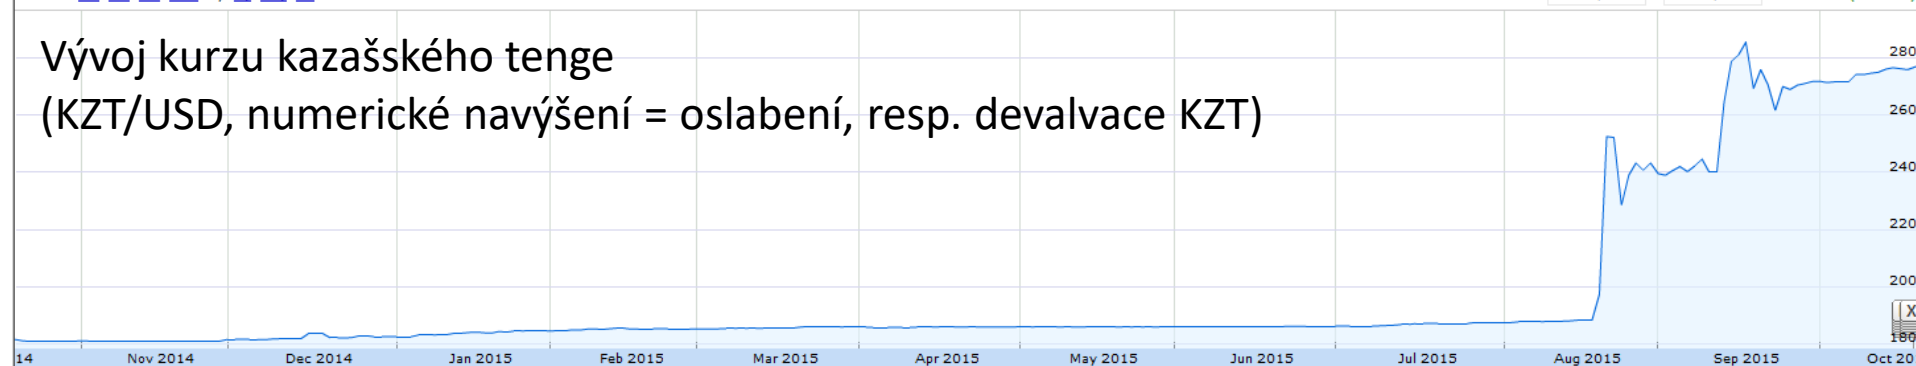 Vývoj kurzu kazašského tenge
(KZT/USD, numerické navýšení = oslabení, resp. devalvace KZT)
280
260
240
220
200
X
180
14 Nov 2014 Dec 2014 Jan 2015 Feb 2015 Mar 2015 Apr 2015 May 2015 Jun 2015 Jul 2015 Aug 2015 Sep 2015 Oct 20